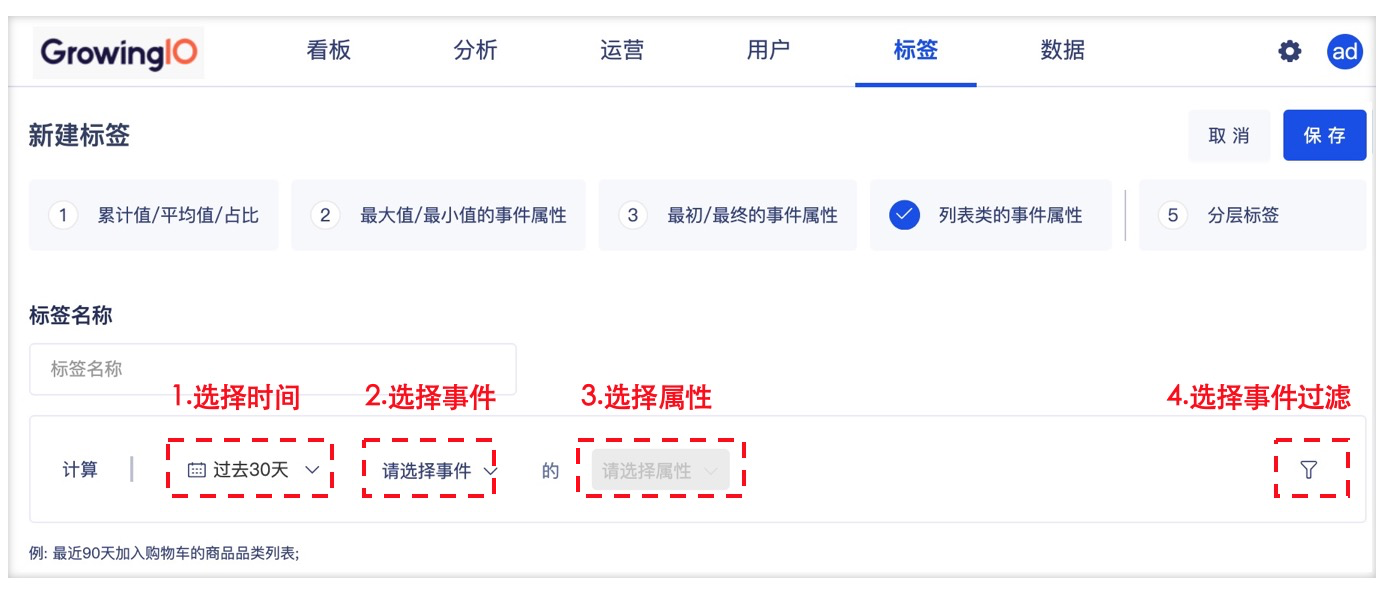 GrowingIO 看板 分析 运营 用户 标签 数据 ad
新建标签 取消 保存
1 累计值/平均值/占比 2 最大值/最小值的事件属性 3 最初/最终的事件属性 列表类的事件属性 5 分层标签
标签名称
标签名称
1.选择时间 2.选择事件 3.选择属性 4.选择事件过滤
计算 过去30天 请选择事件 的 请选择属性
例: 最近90天加入购物车的商品品类列表;